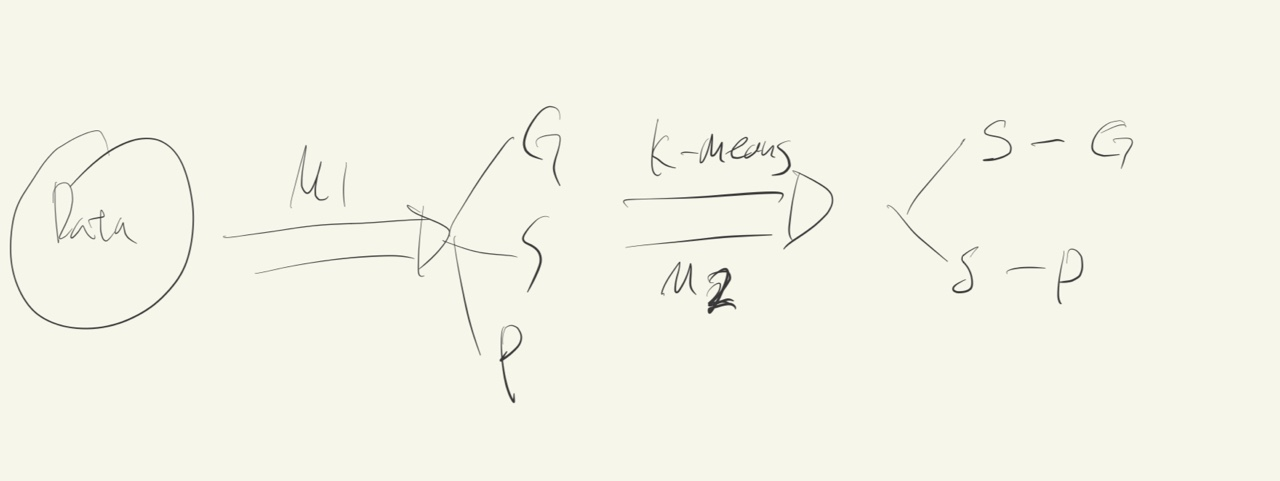 Data
M1
G
S
P
K-means
M2
S - G
S - P